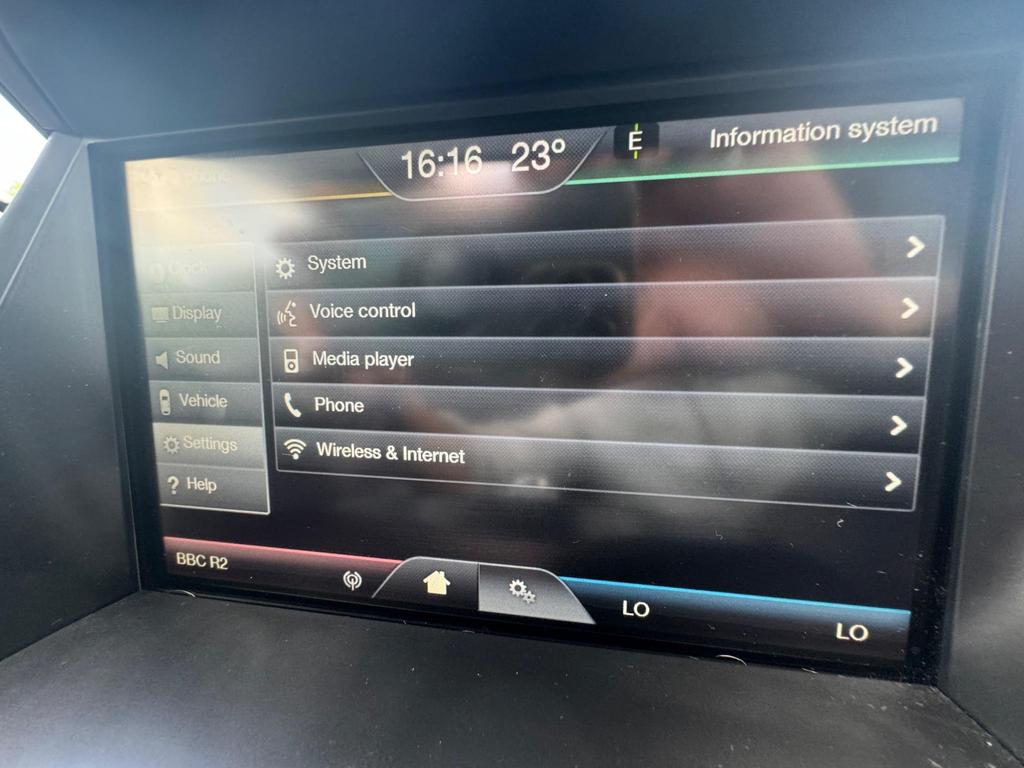 16:16 23°
E
Information system
Clock
Display
Sound
Vehicle
Settings
Help
System
Voice control
Media player
Phone
Wireless & Internet
BBC R2
LO
LO